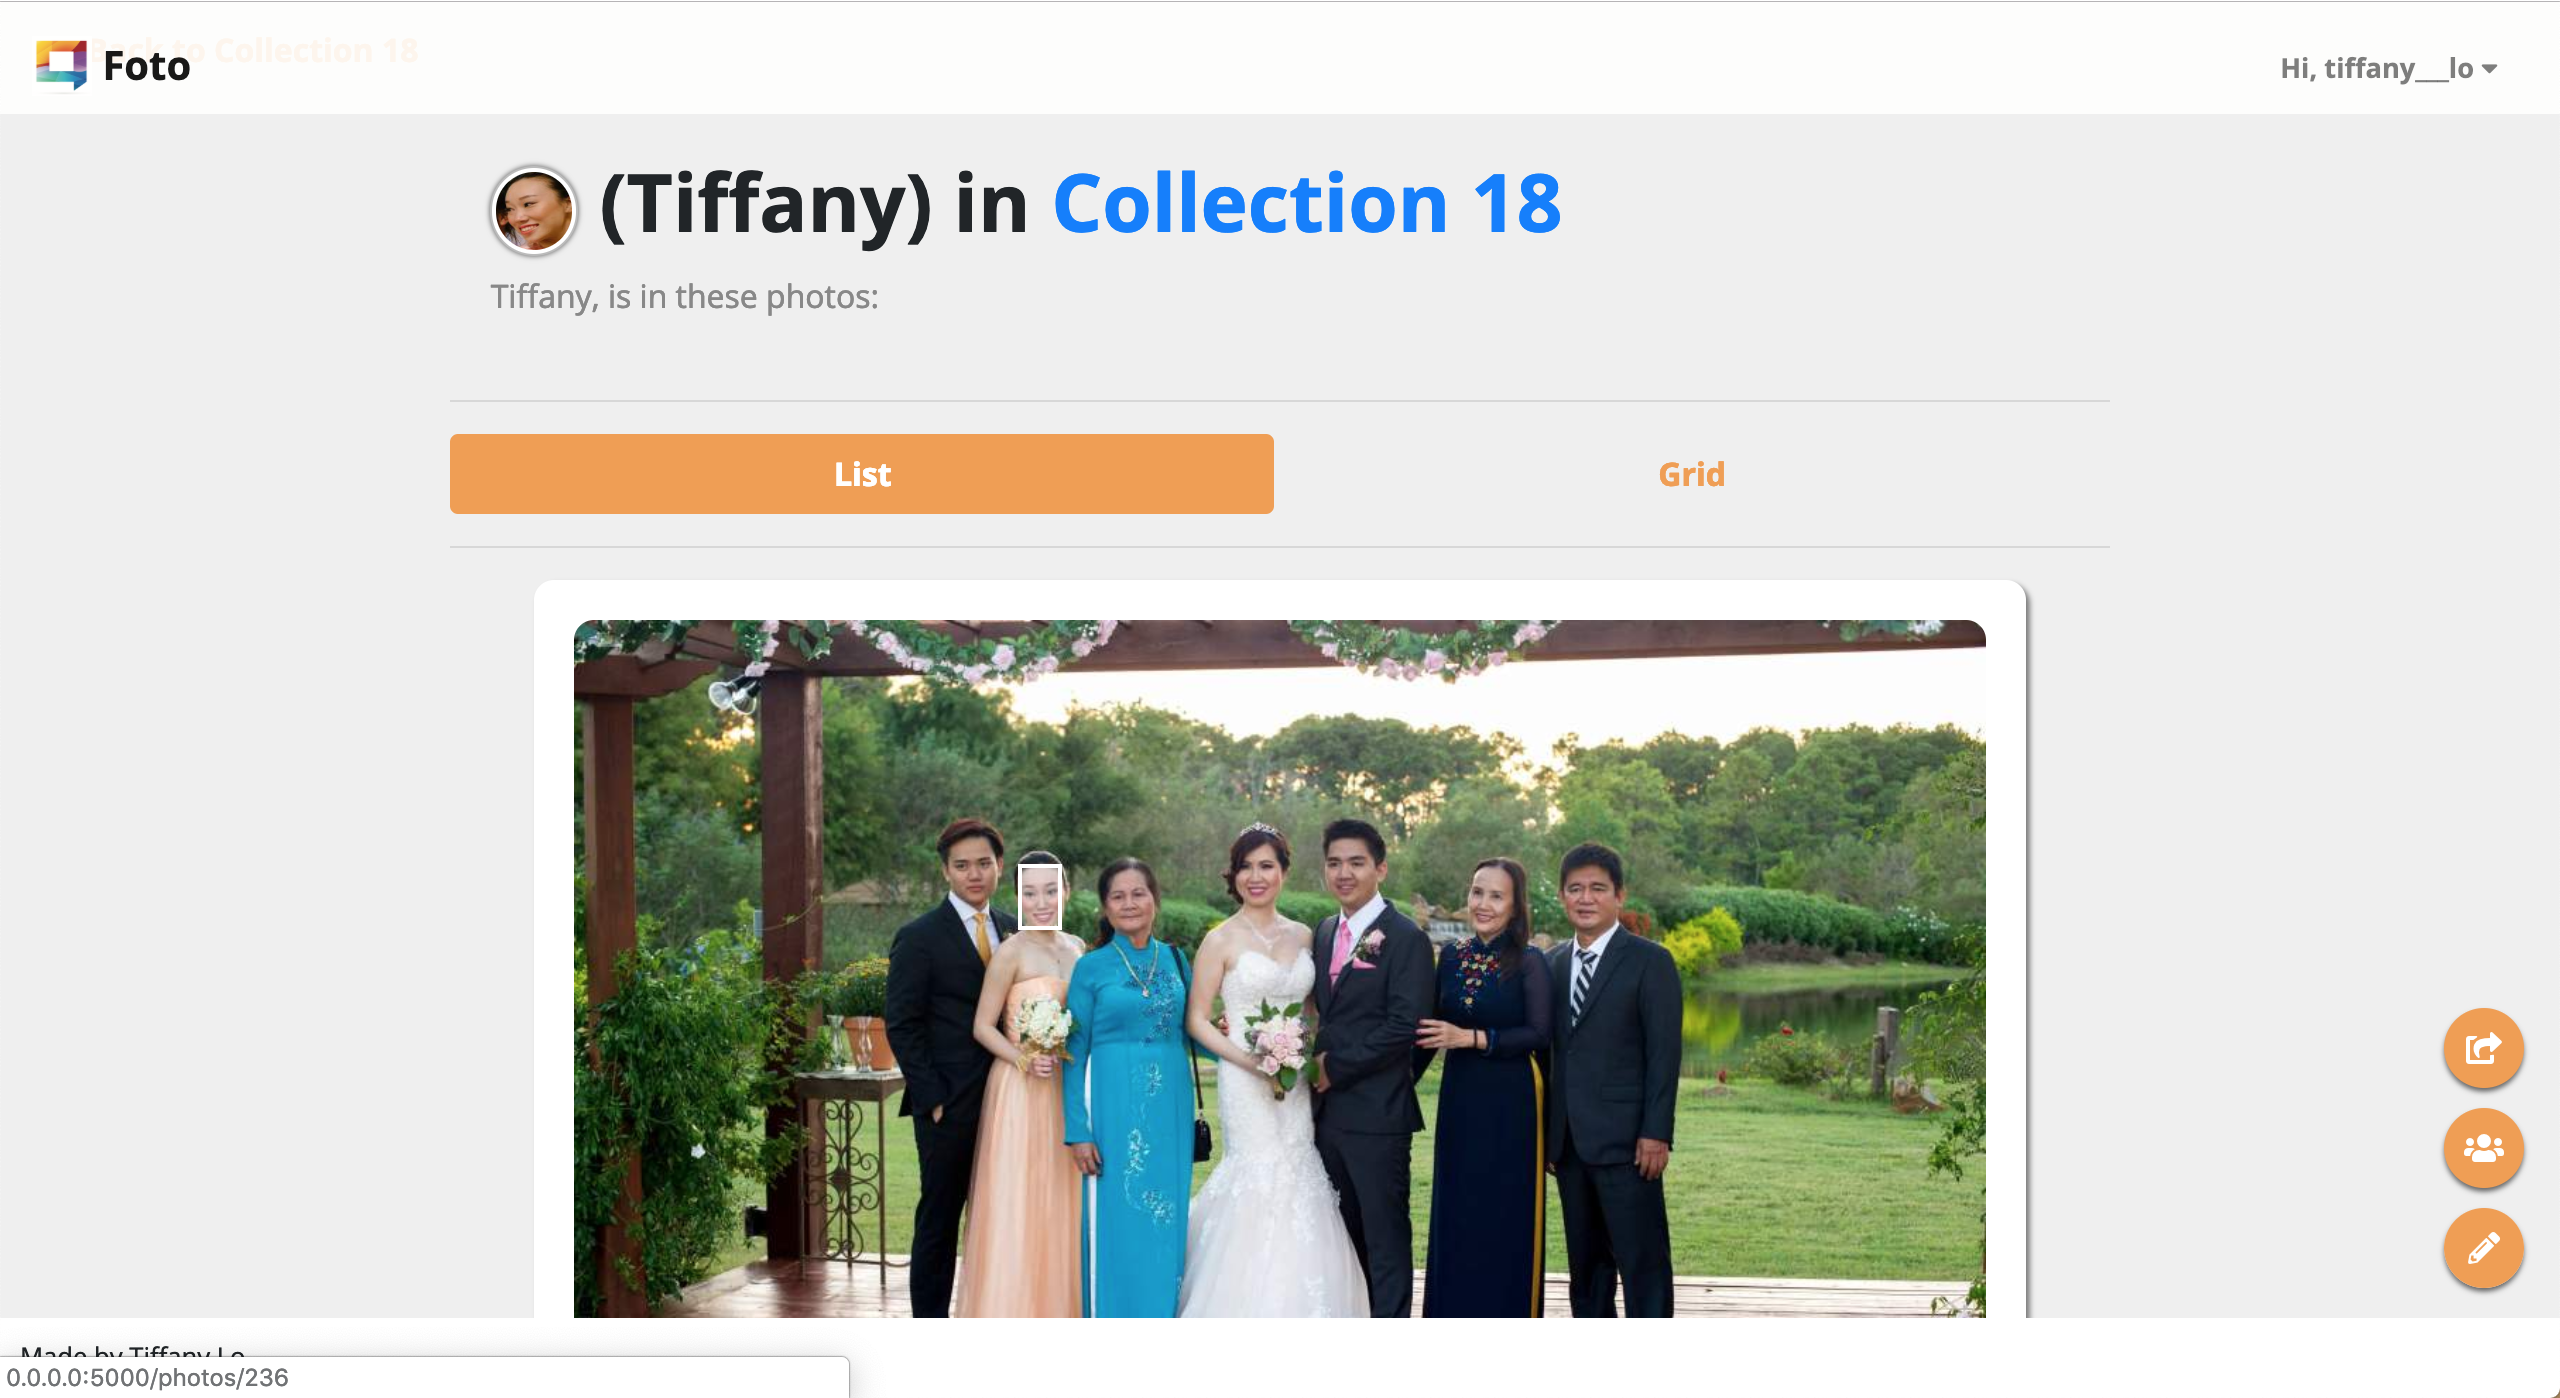 Back to Collection 18
Foto
Hi, tiffany___lo
(Tiffany) in Collection 18
Tiffany, is in these photos:
List
Grid
Made by Tiffany Lo
0.0.0.0:5000/photos/236